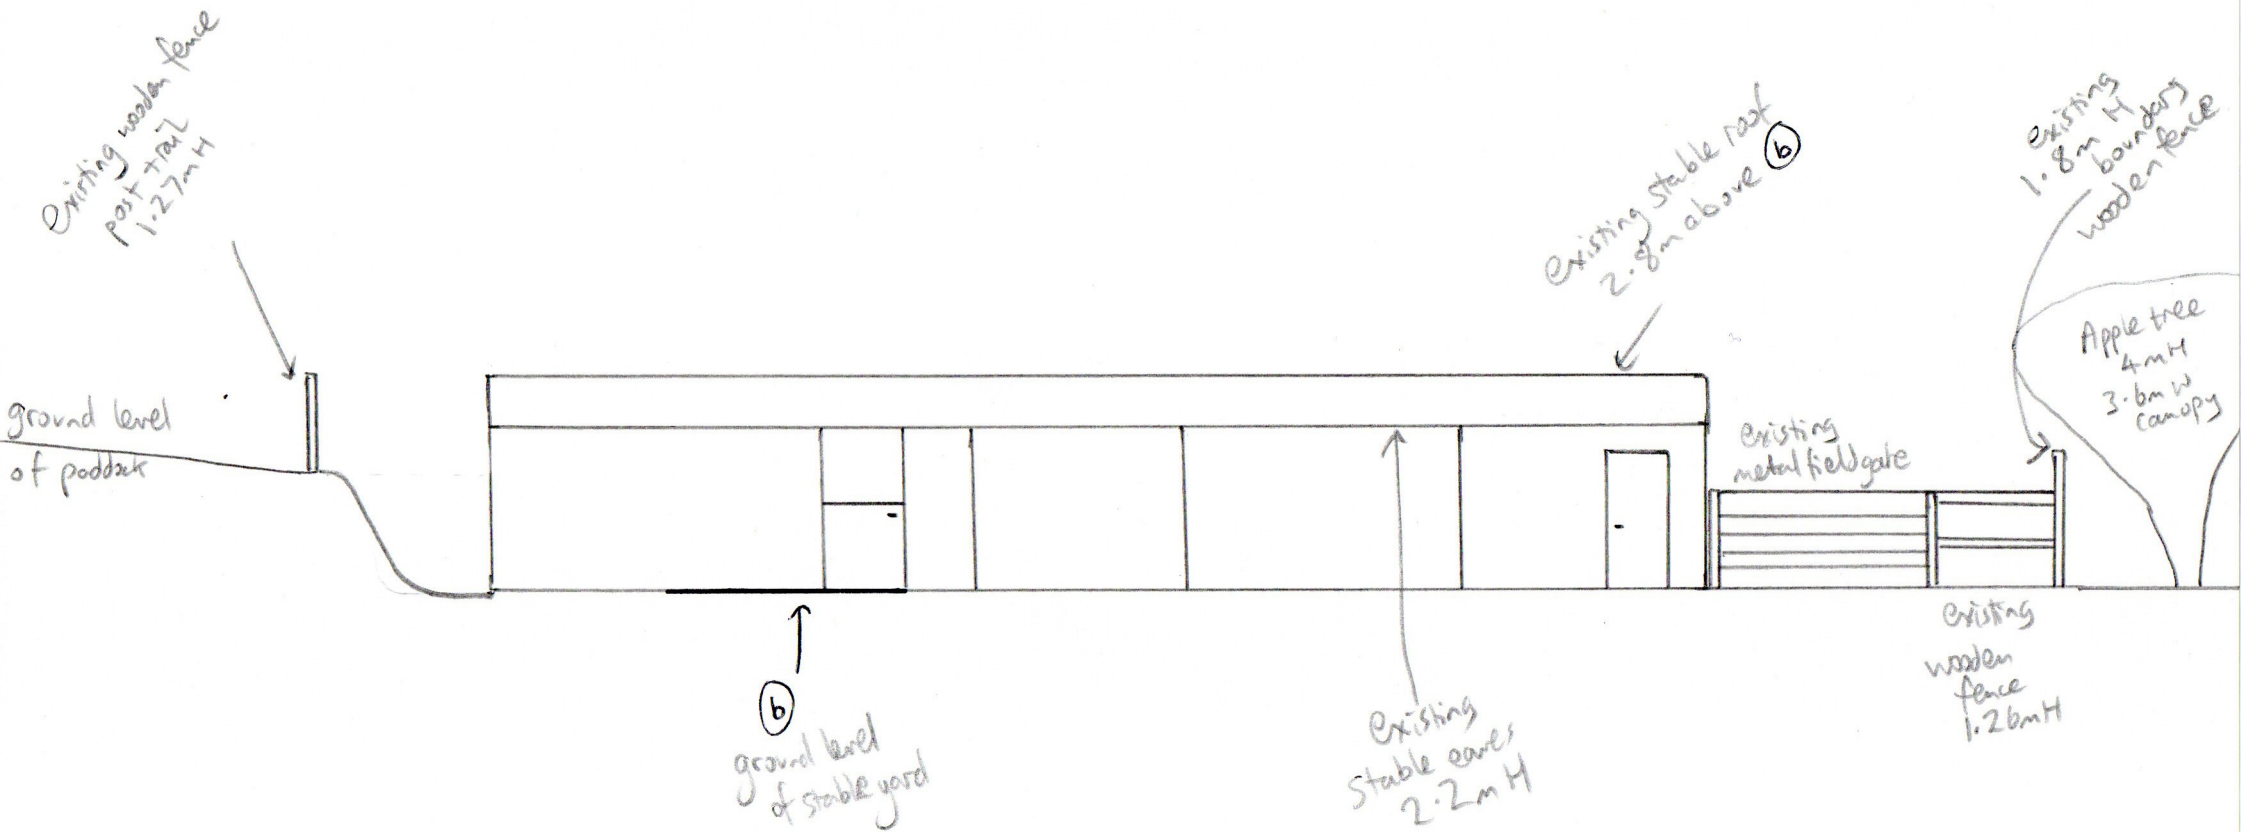 existing wooden fence
post + rail
1.27mH
ground level
of paddock
existing stable roof
2.8m above b
existing
1.8m H
boundary
wooden fence
Apple tree
4mH
3.6m W
canopy
existing
metal field gate
existing
wooden
fence
1.26mH
b
ground level
of stable yard
existing
stable eaves
2.2m H